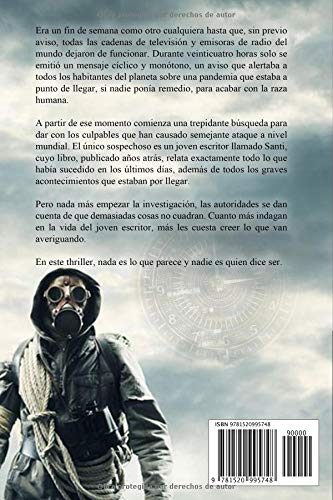 Imágenes protegidas por derechos de autor
Era un fin de semana como otro cualquiera hasta que, sin previo
aviso, todas las cadenas de televisión y emisoras de radio del
mundo dejaron de funcionar. Durante veinticuatro horas solo se
emitió un mensaje cíclico y monótono, un aviso que alertaba a
todos los habitantes del planeta sobre una pandemia que estaba a
punto de llegar, si nadie ponía remedio, para acabar con la raza
humana.
A partir de ese momento comienza una trepidante búsqueda para
dar con los culpables que han causado semejante ataque a nivel
mundial. El único sospechoso es un joven escritor llamado Santi,
cuyo libro, publicado años atrás, relata exactamente todo lo que
había sucedido en los últimos días, además de todos los graves
acontecimientos que estaban por llegar.
Pero nada más empezar la investigación, las autoridades se dan
cuenta de que demasiadas cosas no cuadran. Cuanto más indagan
en la vida del joven escritor, más les cuesta creer lo que van
averiguando.
En este thriller, nada es lo que parece y nadie es quien dice ser.
ISBN 9781520995748
90000
9 781520 995748